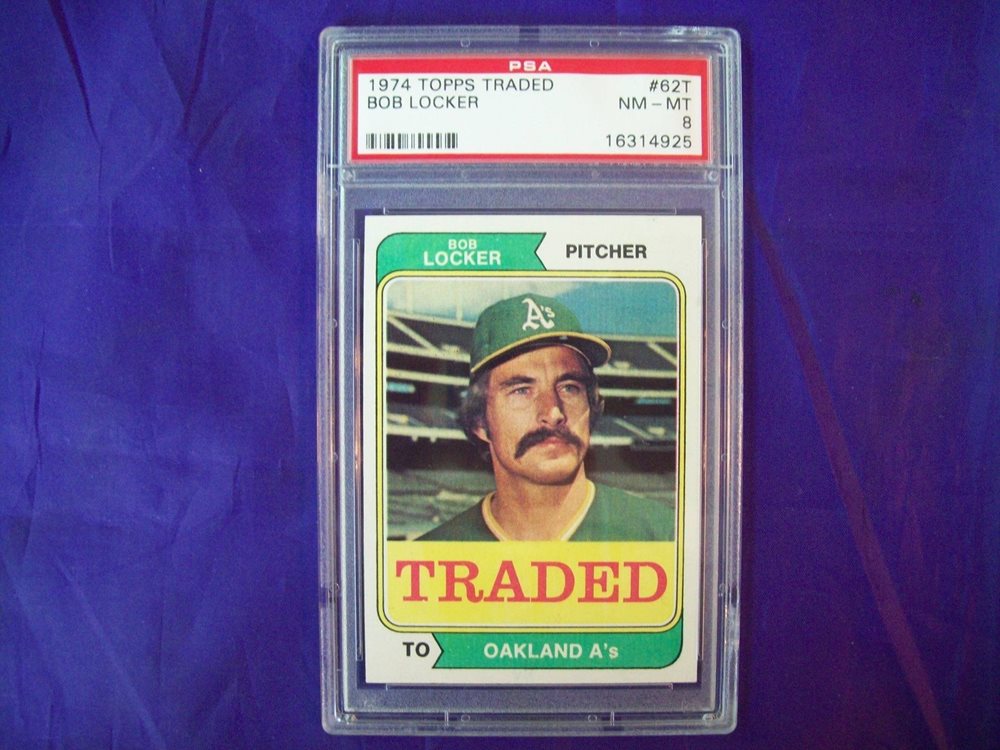 PSA
1974 TOPPS TRADED #62T
BOB LOCKER NM - MT
8
16314925
BOB
LOCKER
PITCHER
A's
TRADED
TO OAKLAND A's